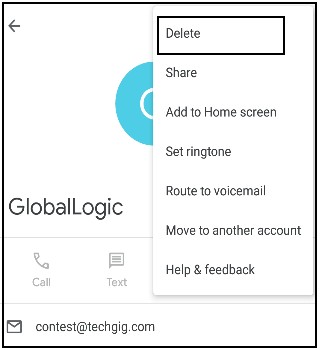 Delete
Share
Add to Home screen
Set ringtone
Route to voicemail
Move to another account
Help & feedback
GlobalLogic
Call
Text
contest@techgig.com